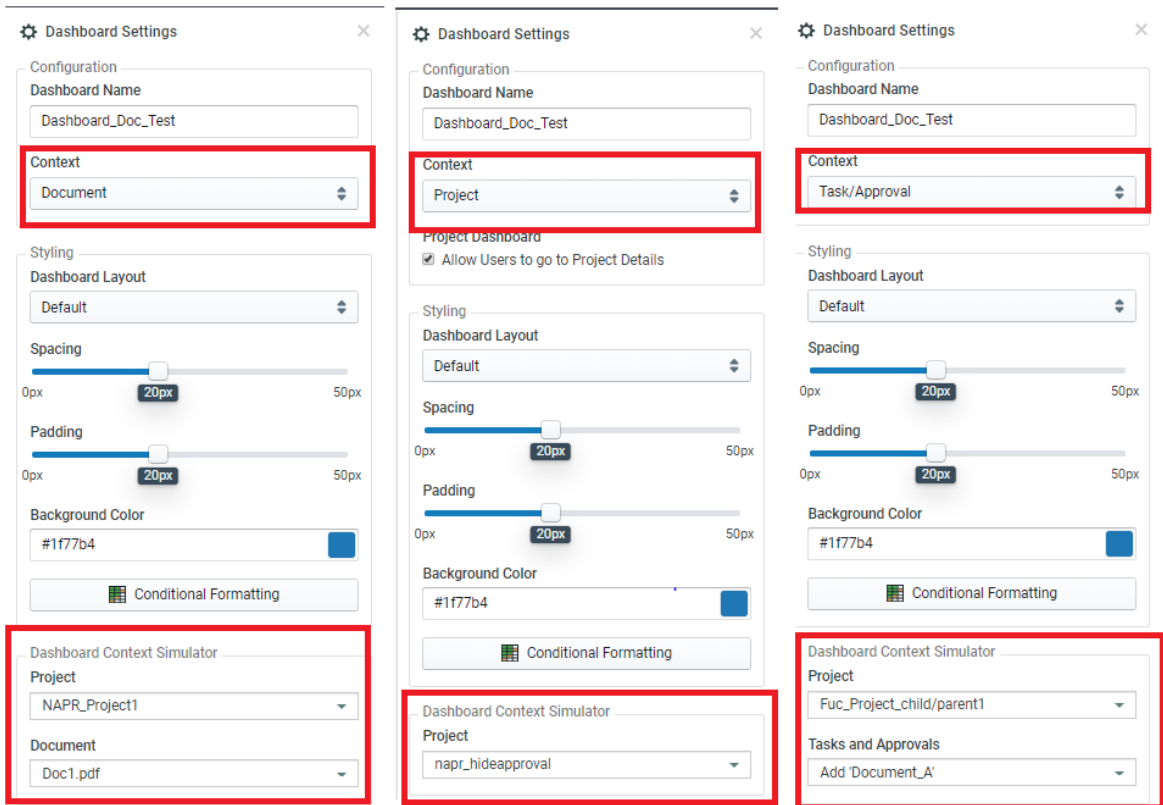 Dashboard Settings
Configuration
Dashboard Name
Dashboard_Doc_Test
Context
Document
Styling
Dashboard Layout
Default
Spacing
0px 20px 50px
Padding
0px 20px 50px
Background Color
#1f77b4
Conditional Formatting
Dashboard Context Simulator
Project
NAPR_Project1
Document
Doc1.pdf
Dashboard Settings
Configuration
Dashboard Name
Dashboard_Doc_Test
Context
Project
Project Dashboard
Allow Users to go to Project Details
Styling
Dashboard Layout
Default
Spacing
0px 20px 50px
Padding
0px 20px 50px
Background Color
#1f77b4
Conditional Formatting
Dashboard Context Simulator
Project
napr_hideapproval
Dashboard Settings
Configuration
Dashboard Name
Dashboard_Doc_Test
Context
Task/Approval
Styling
Dashboard Layout
Default
Spacing
0px 20px 50px
Padding
0px 20px 50px
Background Color
#1f77b4
Conditional Formatting
Dashboard Context Simulator
Project
Fuc_Project_child/parent1
Tasks and Approvals
Add 'Document_A'